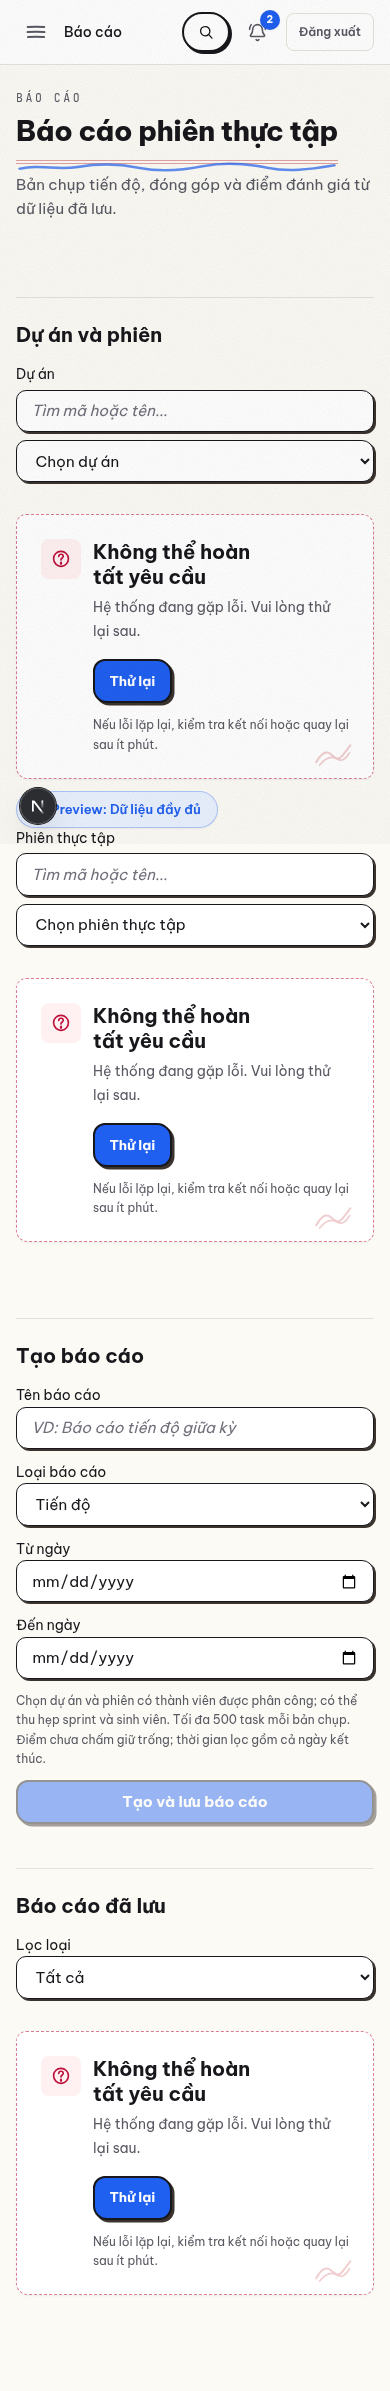 Báo cáo
2
Đăng xuất
BÁO CÁO
Báo cáo phiên thực tập
Bản chụp tiến độ, đóng góp và điểm đánh giá từ
dữ liệu đã lưu.
Dự án và phiên
Dự án
Tìm mã hoặc tên...
Chọn dự án
Không thể hoàn
tất yêu cầu
Hệ thống đang gặp lỗi. Vui lòng thử
lại sau.
Thử lại
Nếu lỗi lặp lại, kiểm tra kết nối hoặc quay lại
sau ít phút.
N
Preview: Dữ liệu đầy đủ
Phiên thực tập
Tìm mã hoặc tên...
Chọn phiên thực tập
Không thể hoàn
tất yêu cầu
Hệ thống đang gặp lỗi. Vui lòng thử
lại sau.
Thử lại
Nếu lỗi lặp lại, kiểm tra kết nối hoặc quay lại
sau ít phút.
Tạo báo cáo
Tên báo cáo
VD: Báo cáo tiến độ giữa kỳ
Loại báo cáo
Tiến độ
Từ ngày
mm/dd/yyyy
Đến ngày
mm/dd/yyyy
Chọn dự án và phiên có thành viên được phân công; có thể
thu hẹp sprint và sinh viên. Tối đa 500 task mỗi bản chụp.
Điểm chưa chấm giữ trống; thời gian lọc gồm cả ngày kết
thúc.
Tạo và lưu báo cáo
Báo cáo đã lưu
Lọc loại
Tất cả
Không thể hoàn
tất yêu cầu
Hệ thống đang gặp lỗi. Vui lòng thử
lại sau.
Thử lại
Nếu lỗi lặp lại, kiểm tra kết nối hoặc quay lại
sau ít phút.